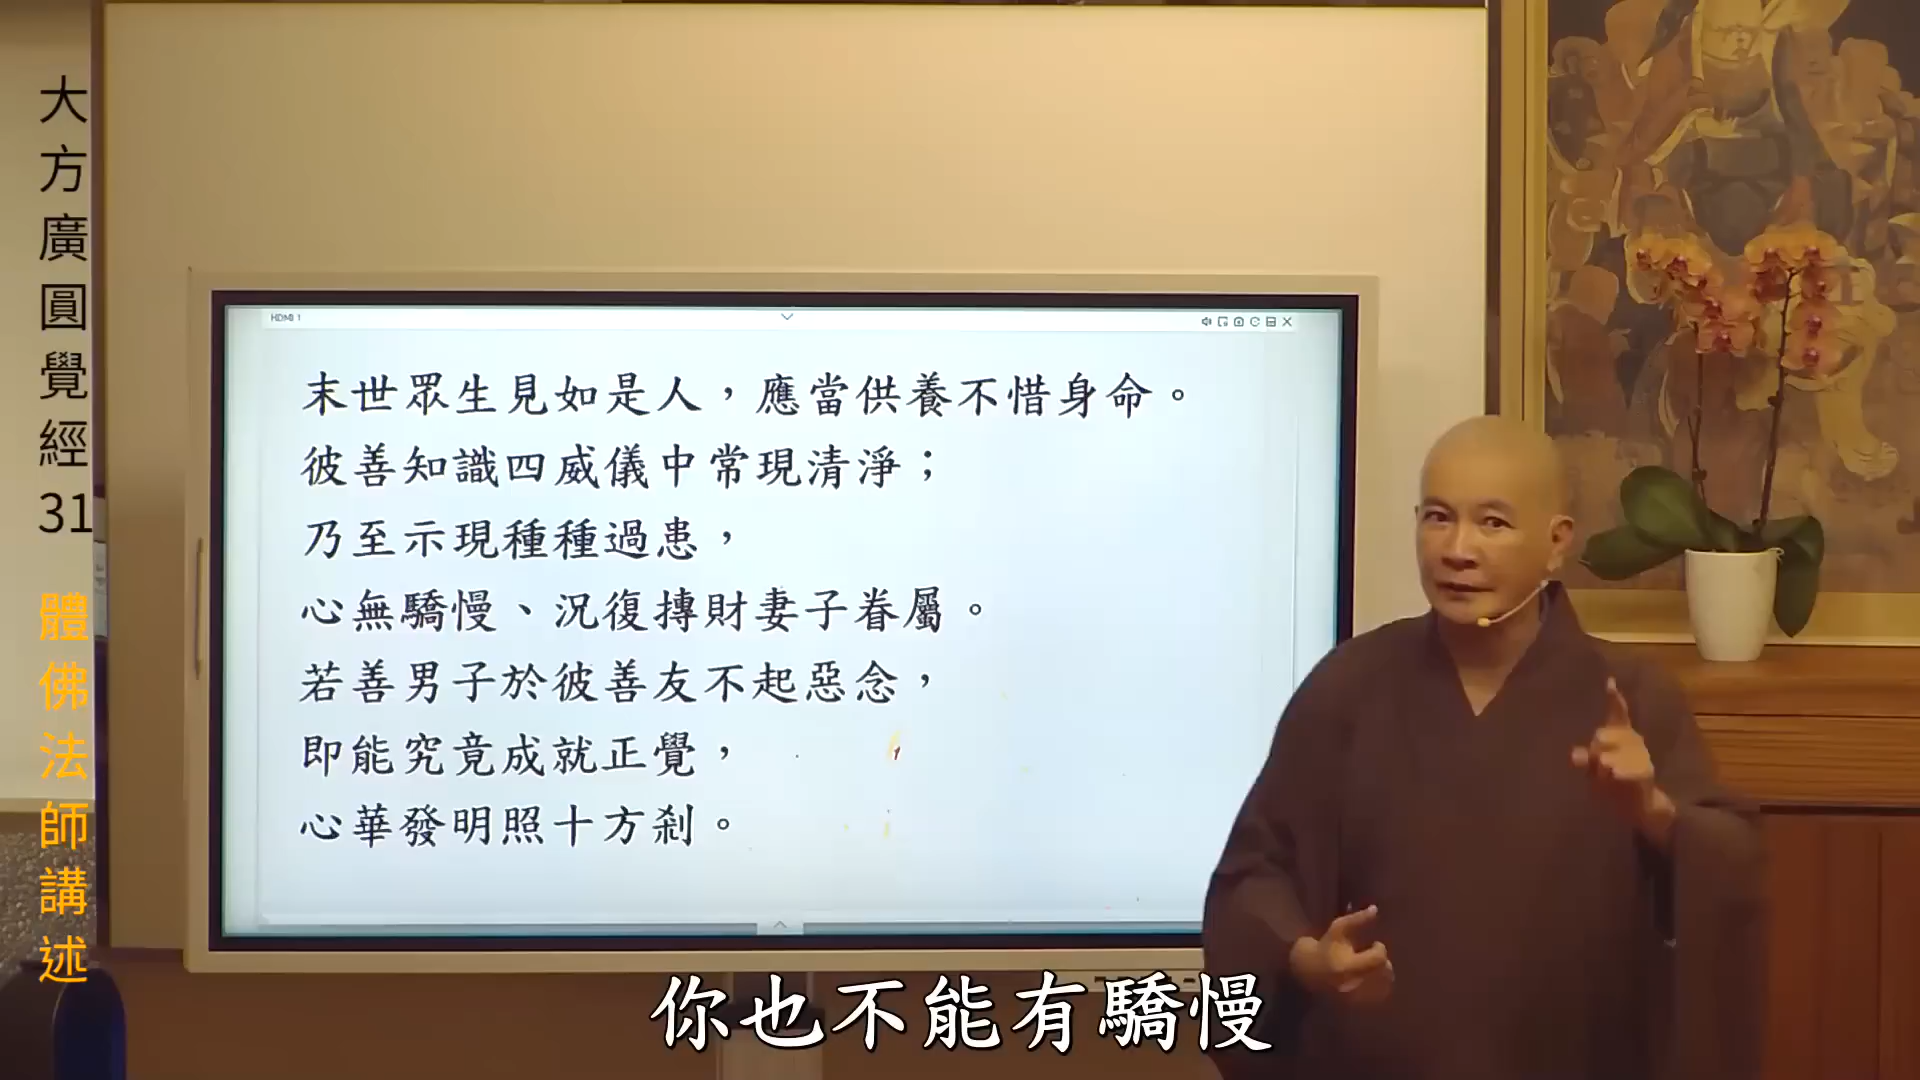 大方廣圓覺經31 體佛法師講述
HDMI 1
末世眾生見如是人，應當供養不惜身命。
彼善知識四威儀中常現清淨；
乃至示現種種過患，
心無驕慢、況復摶財妻子眷屬。
若善男子於彼善友不起惡念，
即能究竟成就正覺，
心華發明照十方剎。
你也不能有驕慢